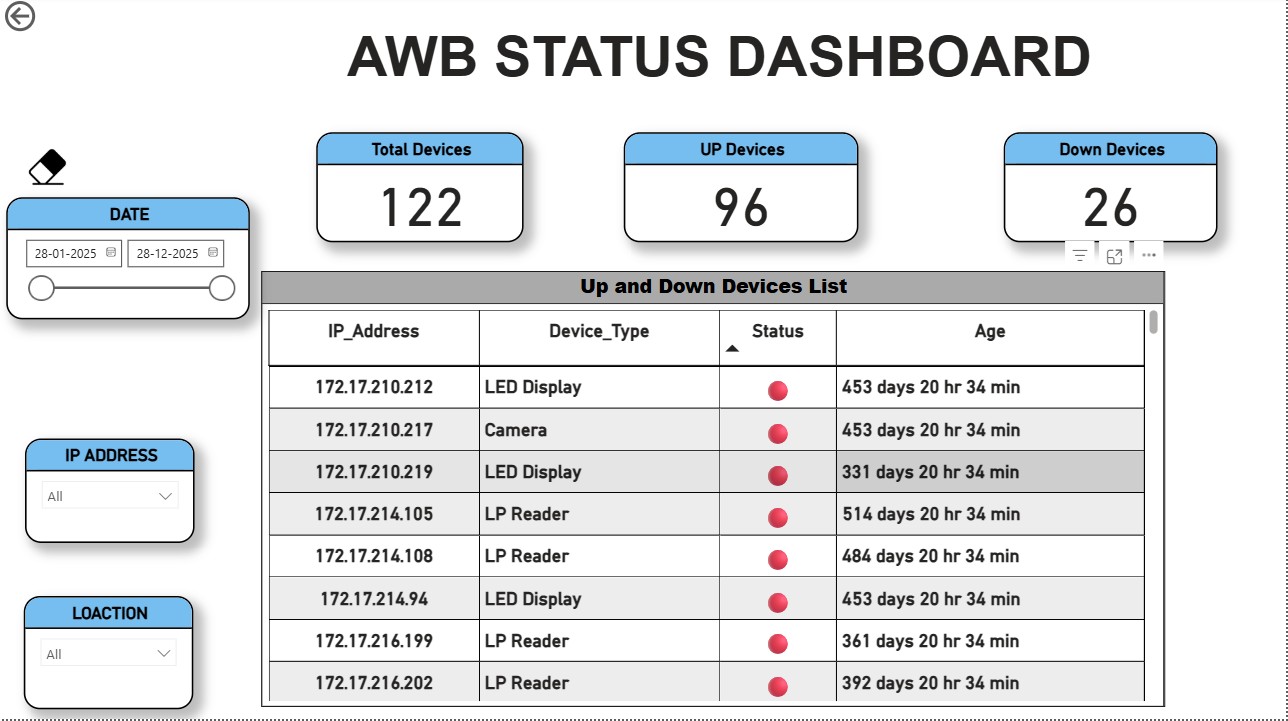 AWB STATUS DASHBOARD
Total Devices
122
UP Devices
96
Down Devices
26
DATE
28-01-2025 28-12-2025
Up and Down Devices List
IP_Address Device_Type Status Age
172.17.210.212 LED Display 453 days 20 hr 34 min
172.17.210.217 Camera 453 days 20 hr 34 min
172.17.210.219 LED Display 331 days 20 hr 34 min
172.17.214.105 LP Reader 514 days 20 hr 34 min
172.17.214.108 LP Reader 484 days 20 hr 34 min
172.17.214.94 LED Display 453 days 20 hr 34 min
172.17.216.199 LP Reader 361 days 20 hr 34 min
172.17.216.202 LP Reader 392 days 20 hr 34 min
IP ADDRESS
All
LOACTION
All